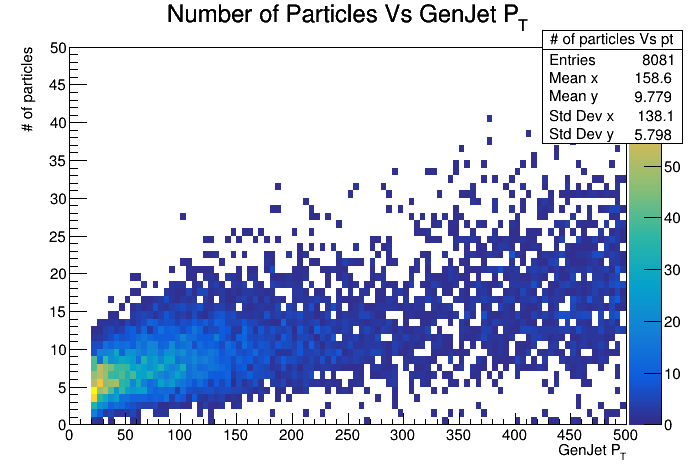 Number of Particles Vs GenJet P_T
# of particles Vs pt
Entries 8081
Mean x 158.6
Mean y 9.779
Std Dev x 138.1
Std Dev y 5.798
# of particles
50
45
40
35
30
25
20
15
10
5
0
50
40
30
20
10
0
0 50 100 150 200 250 300 350 400 450 500
GenJet P_T